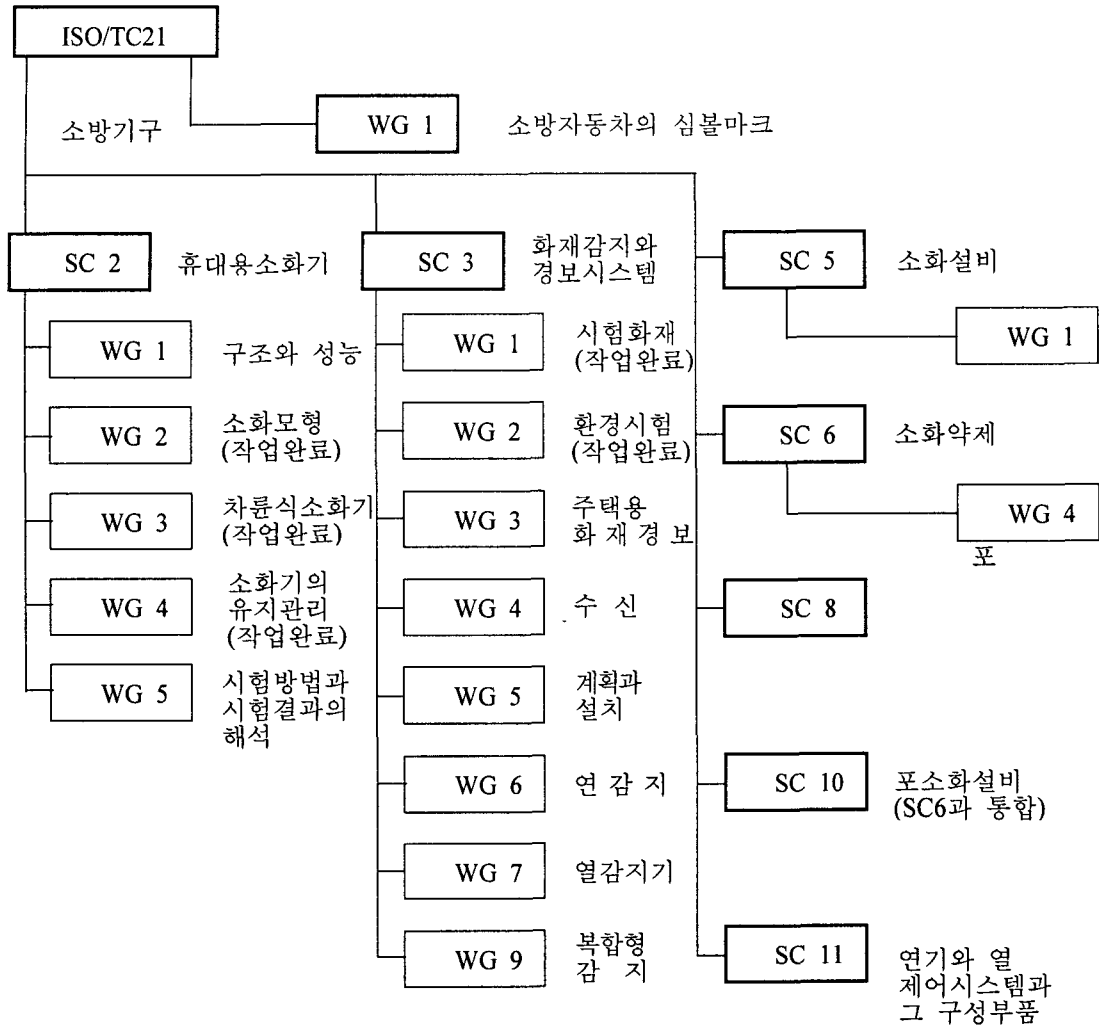 ISO/TC21
소방기구
WG 1
소방자동차의 심볼마크
SC 2
휴대용소화기
WG 1
구조와 성능
WG 2
소화모형
(작업완료)
WG 3
차륜식소화기
(작업완료)
WG 4
소화기의
유지관리
(작업완료)
WG 5
시험방법과
시험결과의
해석
SC 3
화재감지와
경보시스템
WG 1
시험화재
(작업완료)
WG 2
환경시험
(작업완료)
WG 3
주택용
화 재 경 보
WG 4
수 신
WG 5
계획과
설치
WG 6
연 감 지
WG 7
열감지기
WG 9
복합형
감 지
SC 5
소화설비
WG 1
SC 6
소화약제
WG 4
포
SC 8
SC 10
포소화설비
(SC6과 통합)
SC 11
연기와 열
제어시스템과
그 구성부품